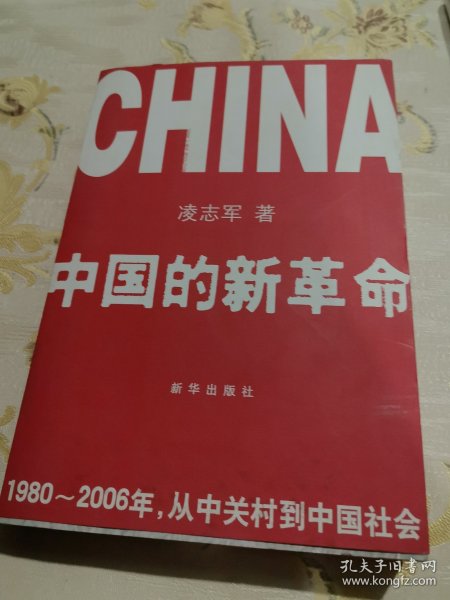 CHINA
凌志军 著
中国的新革命
新华出版社
1980～2006年，从中关村到中国社会
孔夫子旧书网
www.kongfz.com